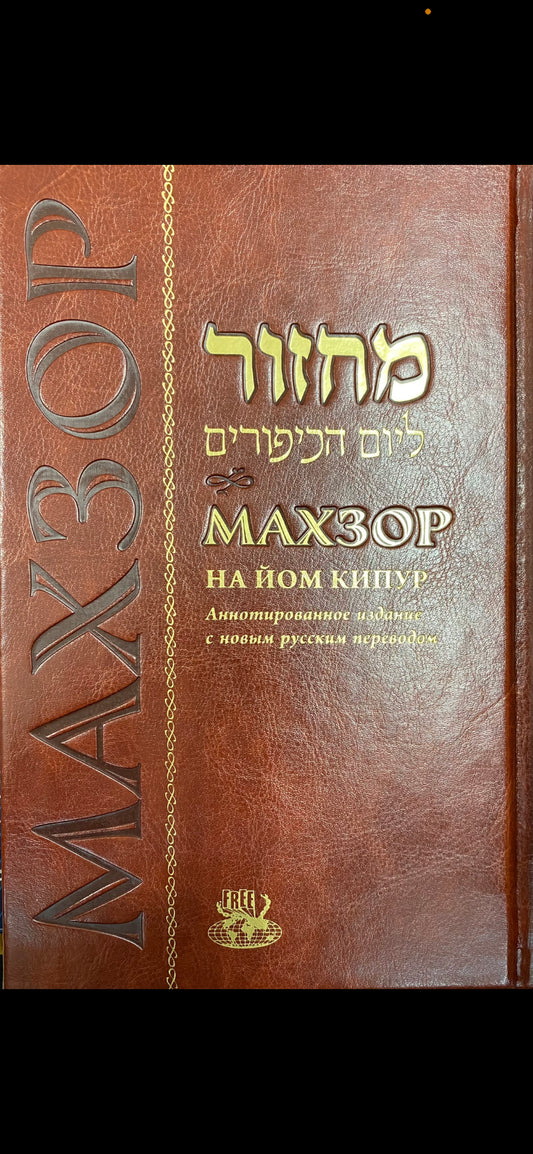 МАХЗОР
מחזור
ליום הכיפורים
МАХЗОР
НА ЙОМ КИПУР
Аннотированное издание
с новым русским переводом
FREE